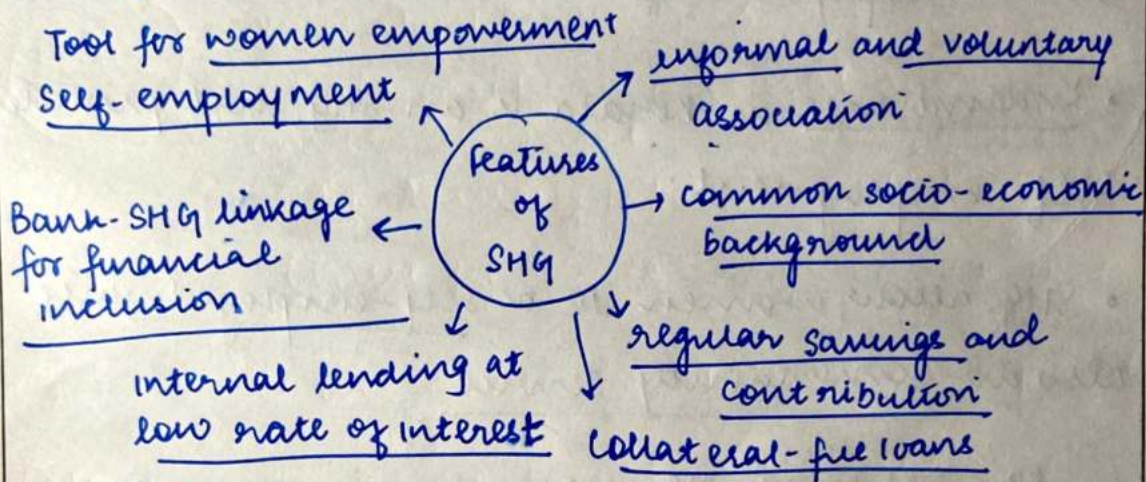 Tool for women empowerment
self-employment
informal and voluntary
association
Features
of
SHG
common socio-economic
background
Bank-SHG linkage
for financial
inclusion
regular savings and
contribution
internal lending at
low rate of interest
collateral-free loans